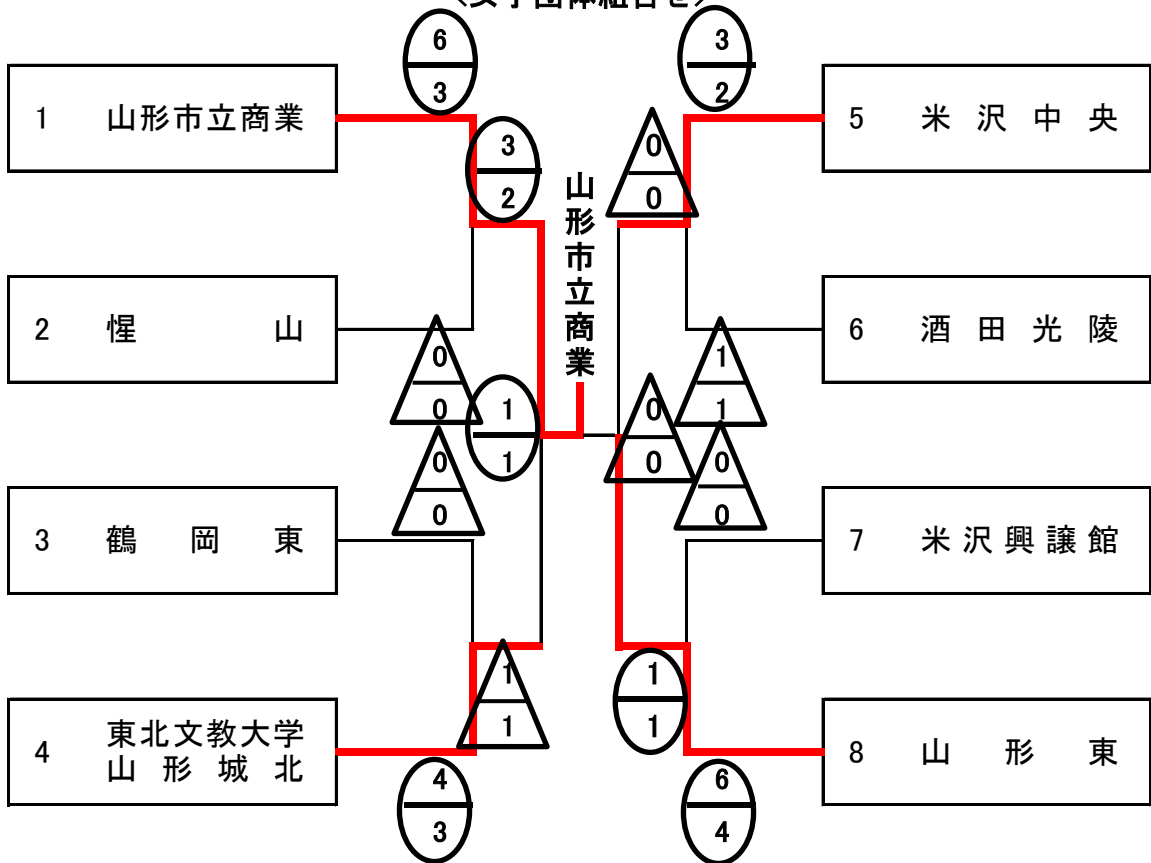 <女子団体組合せ>
6
3
3
2
1 山形市立商業
5 米沢中央
3
2
0
0
山形市立商業
2 惺山
6 酒田光陵
0
0
1
1
1
1
0
0
0
0
0
0
3 鶴岡東
7 米沢興譲館
1
1
1
1
4 東北文教大学
山形城北
8 山形東
4
3
6
4